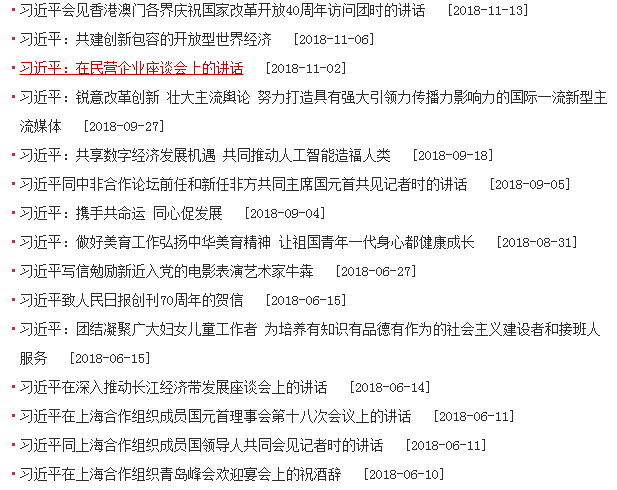 习近平会见香港澳门各界庆祝国家改革开放40周年访问团时的讲话 [2018-11-13]
习近平：共建创新包容的开放型世界经济 [2018-11-06]
习近平：在民营企业座谈会上的讲话 [2018-11-02]
习近平：锐意改革创新 壮大主流舆论 努力打造具有强大引领力传播力影响力的国际一流新型主
流媒体 [2018-09-27]
习近平：共享数字经济发展机遇 共同推动人工智能造福人类 [2018-09-18]
习近平同中非合作论坛前任和新任非方共同主席国元首共见记者时的讲话 [2018-09-05]
习近平：携手共命运 同心促发展 [2018-09-04]
习近平：做好美育工作弘扬中华美育精神 让祖国青年一代身心都健康成长 [2018-08-31]
习近平写信勉励新近入党的电影表演艺术家牛犇 [2018-06-27]
习近平致人民日报创刊70周年的贺信 [2018-06-15]
习近平：团结凝聚广大妇女儿童工作者 为培养有知识有品德有作为的社会主义建设者和接班人
服务 [2018-06-15]
习近平在深入推动长江经济带发展座谈会上的讲话 [2018-06-14]
习近平在上海合作组织成员国元首理事会第十八次会议上的讲话 [2018-06-11]
习近平同上海合作组织成员国领导人共同会见记者时的讲话 [2018-06-11]
习近平在上海合作组织青岛峰会欢迎宴会上的祝酒辞 [2018-06-10]